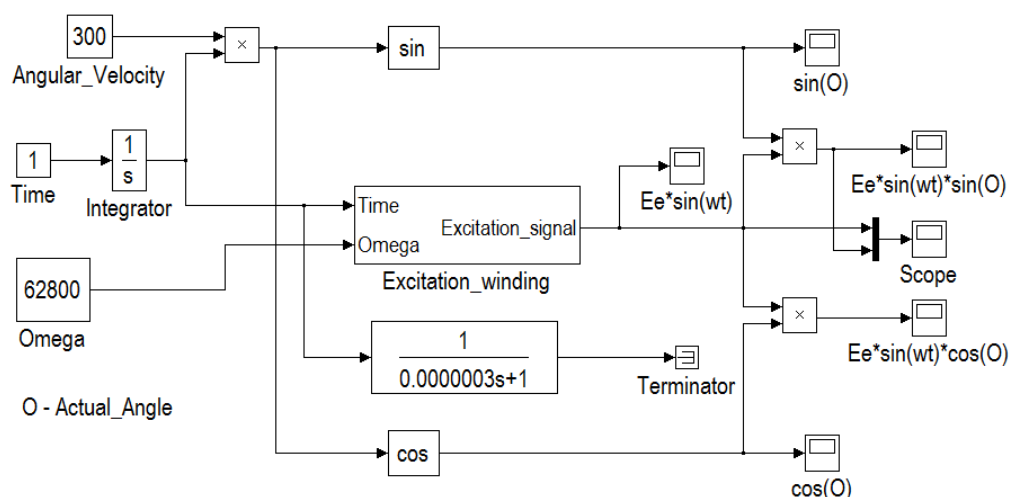 300
×
sin
Angular_Velocity
sin(O)
1
1
s
×
Time
Integrator
Ee*sin(wt)
Ee*sin(wt)*sin(O)
Time
Excitation_signal
Omega
Excitation_winding
Scope
62800
Omega
×
1
0.0000003s+1
Terminator
Ee*sin(wt)*cos(O)
O - Actual_Angle
cos
cos(O)